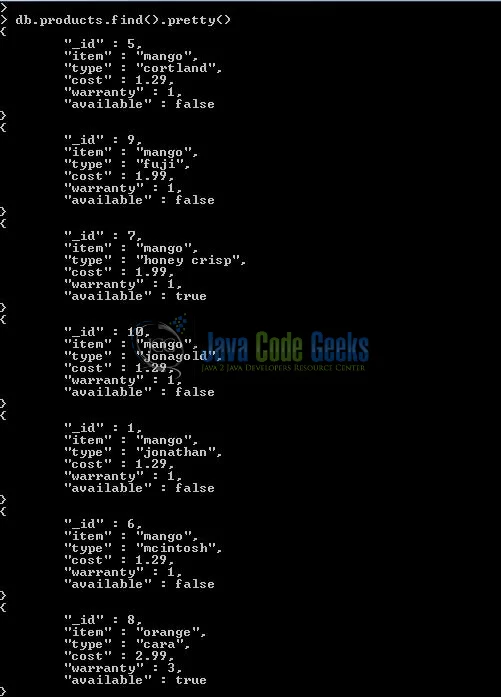 >
> db.products.find().pretty()
{
"_id" : 5,
"item" : "mango",
"type" : "cortland",
"cost" : 1.29,
"warranty" : 1,
"available" : false
}
{
"_id" : 9,
"item" : "mango",
"type" : "fuji",
"cost" : 1.99,
"warranty" : 1,
"available" : false
}
{
"_id" : 7,
"item" : "mango",
"type" : "honey crisp",
"cost" : 1.99,
"warranty" : 1,
"available" : true
}
{
"_id" : 10,
"item" : "mango",
"type" : "jonagold",
"cost" : 1.29,
"warranty" : 1,
"available" : false
Java Code Geeks
JAVA 2 JAVA DEVELOPERS RESOURCE CENTER
}
{
"_id" : 1,
"item" : "mango",
"type" : "jonathan",
"cost" : 1.29,
"warranty" : 1,
"available" : false
}
{
"_id" : 6,
"item" : "mango",
"type" : "mcintosh",
"cost" : 1.29,
"warranty" : 1,
"available" : false
}
{
"_id" : 8,
"item" : "orange",
"type" : "cara",
"cost" : 2.99,
"warranty" : 3,
"available" : true
}